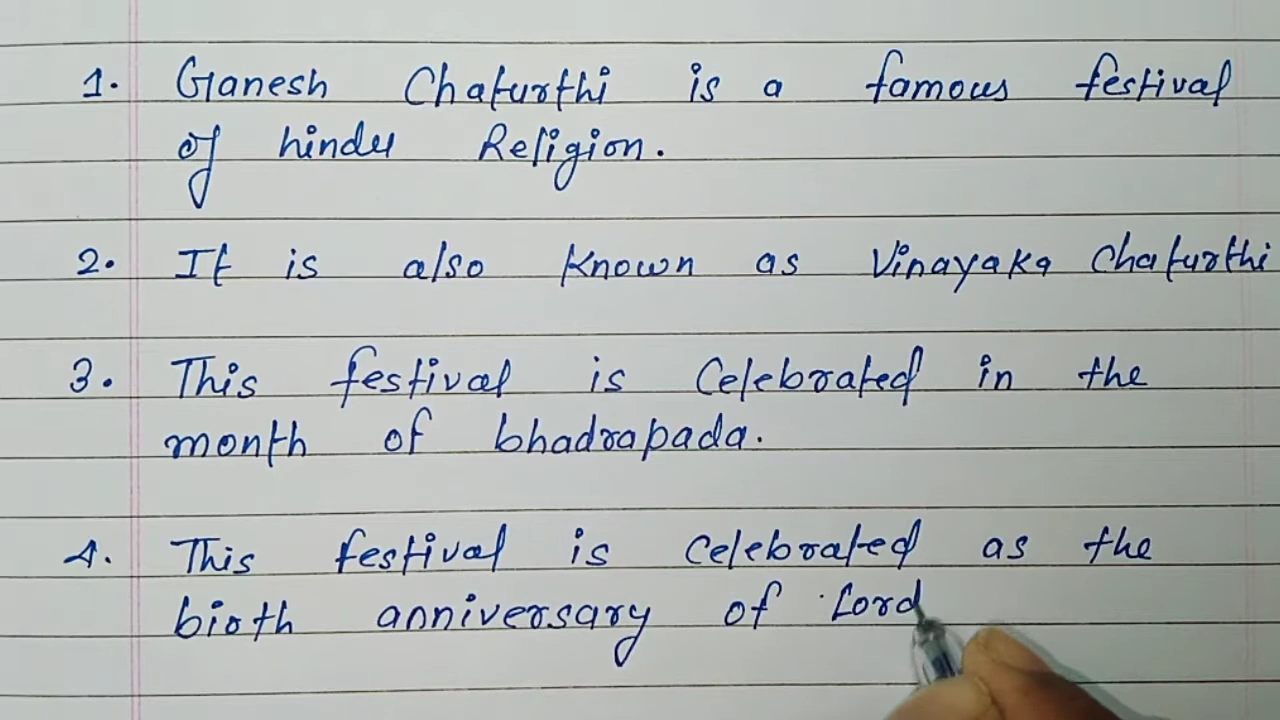 1. Ganesh Chaturthi is a famous festival
of hindu Religion.
2. It is also known as Vinayaka Chaturthi
3. This festival is Celebrated in the
month of bhadrapada.
4. This festival is Celebrated as the
birth anniversary of Lord